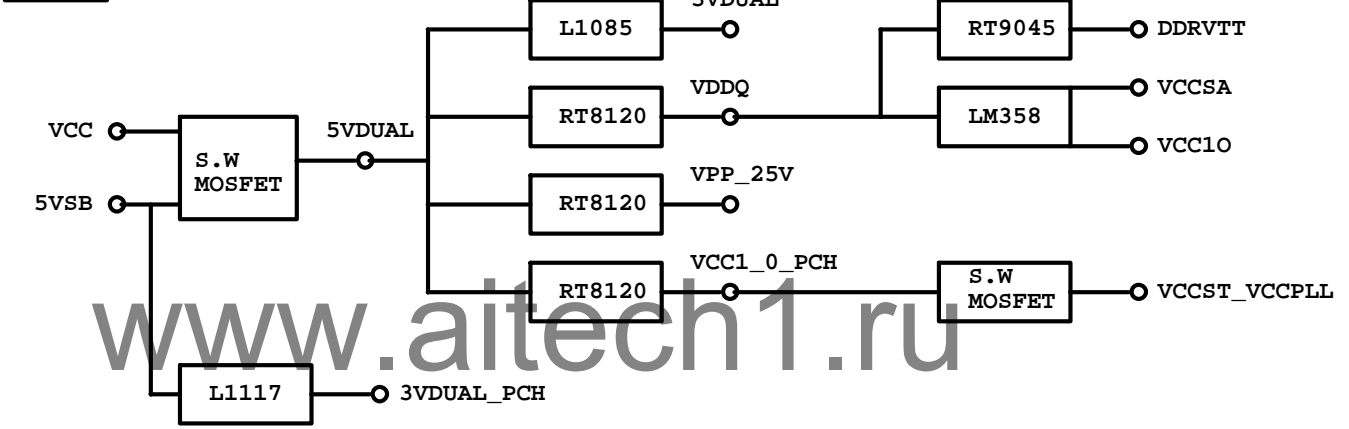 3VDUAL
L1085
RT9045
DDRVTT
VDDQ
VCCSA
RT8120
LM358
VCC
5VDUAL
VCC1O
S.W
MOSFET
VPP_25V
5VSB
RT8120
VCC1_0_PCH
RT8120
S.W
MOSFET
VCCST_VCCPLL
www.aitech1.ru
L1117
3VDUAL_PCH